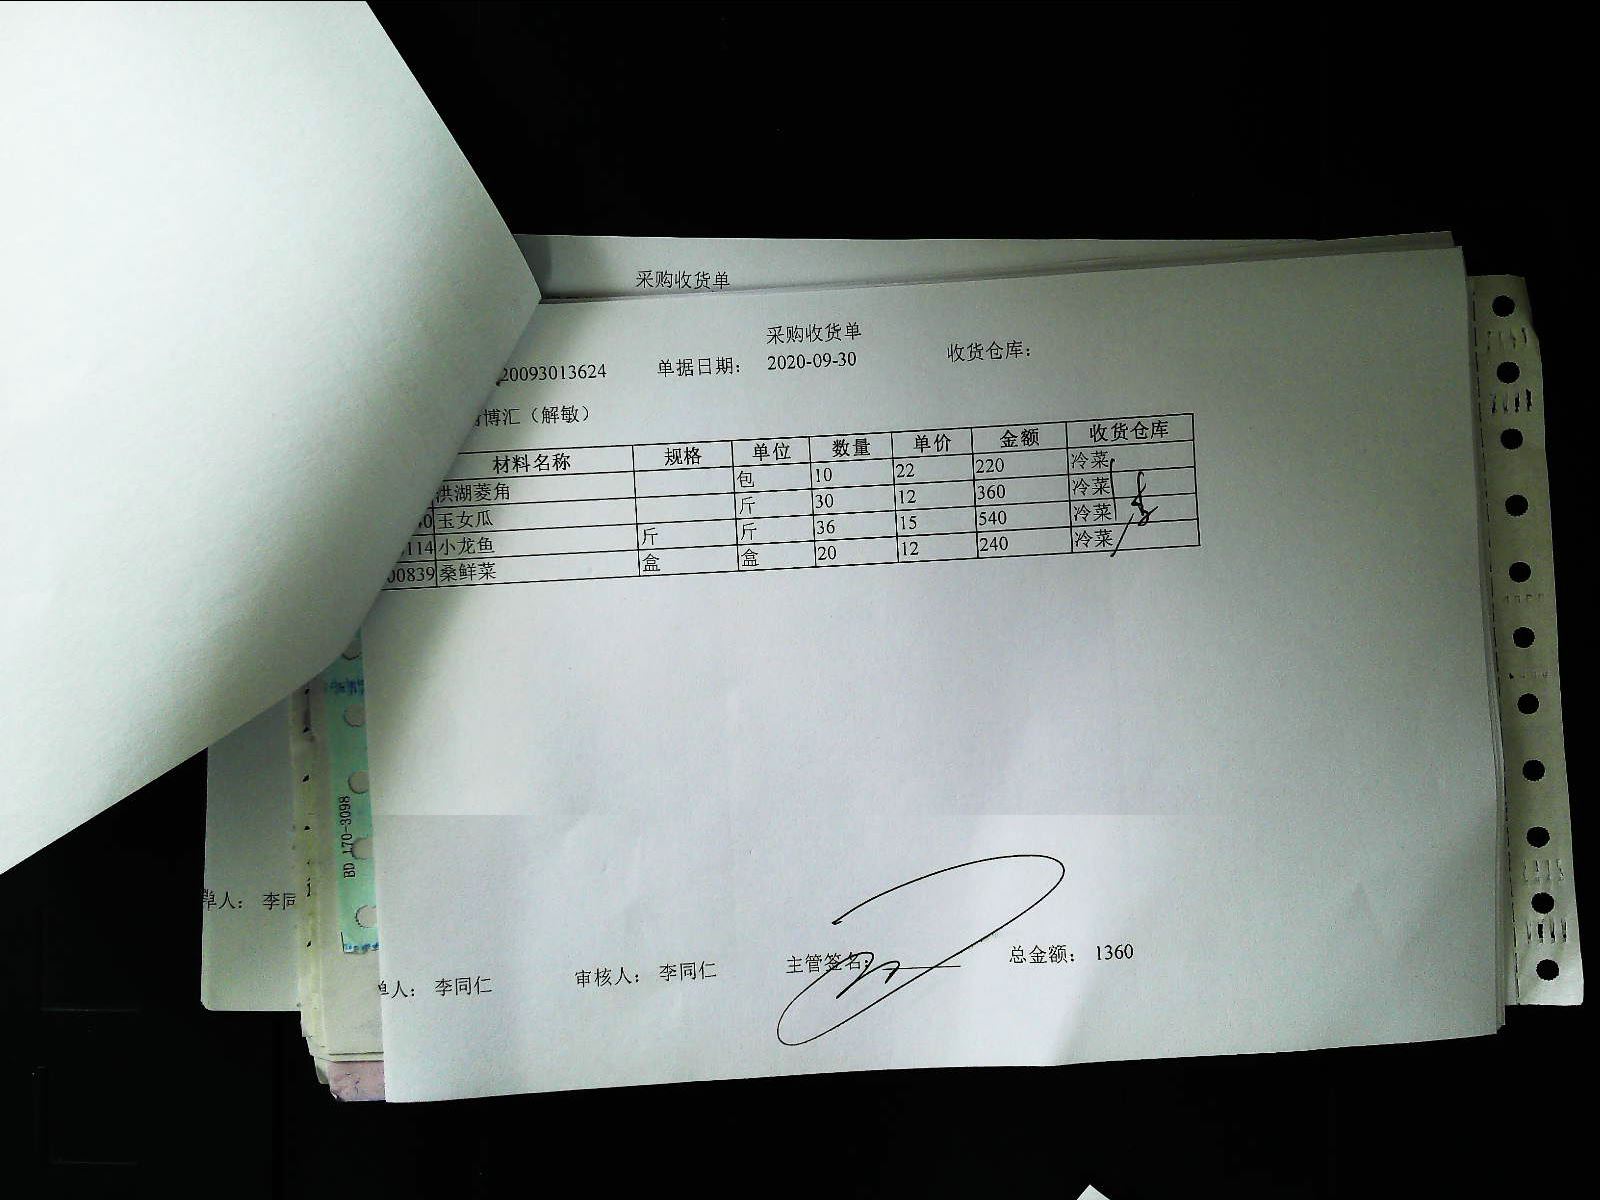 采购收货单
采购收货单
20093013624 单据日期： 2020-09-30 收货仓库：
博汇（解敏）
材料名称 规格 单位 数量 单价 金额 收货仓库
洪湖菱角 包 10 22 220 冷菜
0 玉女瓜 斤 30 12 360 冷菜
114 小龙鱼 斤 斤 36 15 540 冷菜
00839 桑鲜菜 盒 盒 20 12 240 冷菜
BD 170-3098
单人： 李同
单人： 李同仁 审核人： 李同仁 主管签名： 总金额： 1360